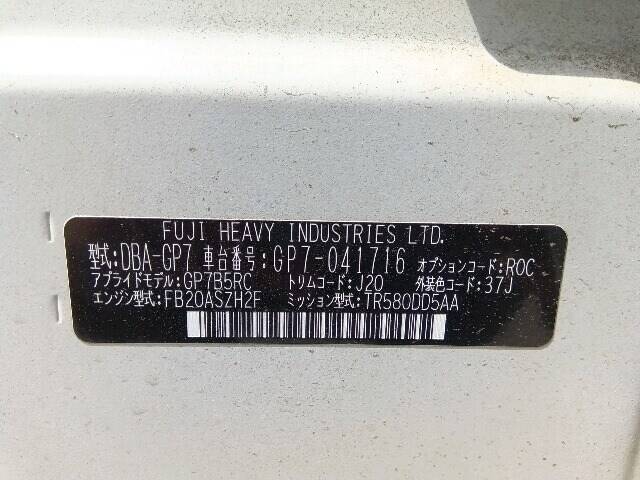 FUJI HEAVY INDUSTRIES LTD.
型式:DBA-GP7 車台番号:GP7-041716 オプションコード:ROC
アプライドモデル:GP7B5RC トリムコード:J20 外装色コード:37J
エンジン型式:FB20ASZH2F ミッション型式:TR580DD5AA